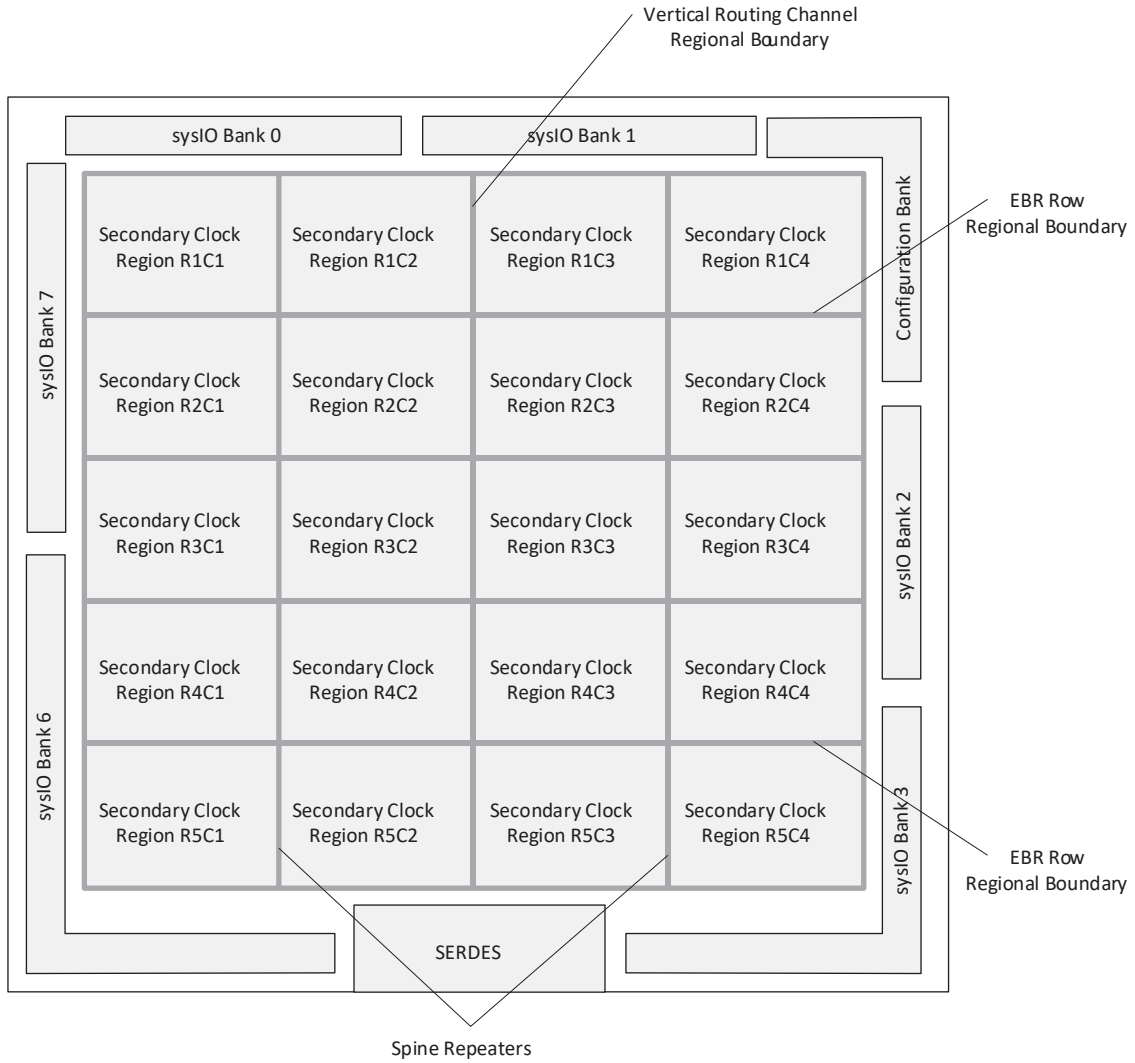 Vertical Routing Channel
Regional Boundary
sysIO Bank 0
sysIO Bank 1
Configuration Bank
EBR Row
Regional Boundary
sysIO Bank 7
Secondary Clock
Region R1C1
Secondary Clock
Region R1C2
Secondary Clock
Region R1C3
Secondary Clock
Region R1C4
Secondary Clock
Region R2C1
Secondary Clock
Region R2C2
Secondary Clock
Region R2C3
Secondary Clock
Region R2C4
Secondary Clock
Region R3C1
Secondary Clock
Region R3C2
Secondary Clock
Region R3C3
Secondary Clock
Region R3C4
sysIO Bank 2
Secondary Clock
Region R4C1
Secondary Clock
Region R4C2
Secondary Clock
Region R4C3
Secondary Clock
Region R4C4
sysIO Bank 6
Secondary Clock
Region R5C1
Secondary Clock
Region R5C2
Secondary Clock
Region R5C3
Secondary Clock
Region R5C4
sysIO Bank 3
EBR Row
Regional Boundary
SERDES
Spine Repeaters